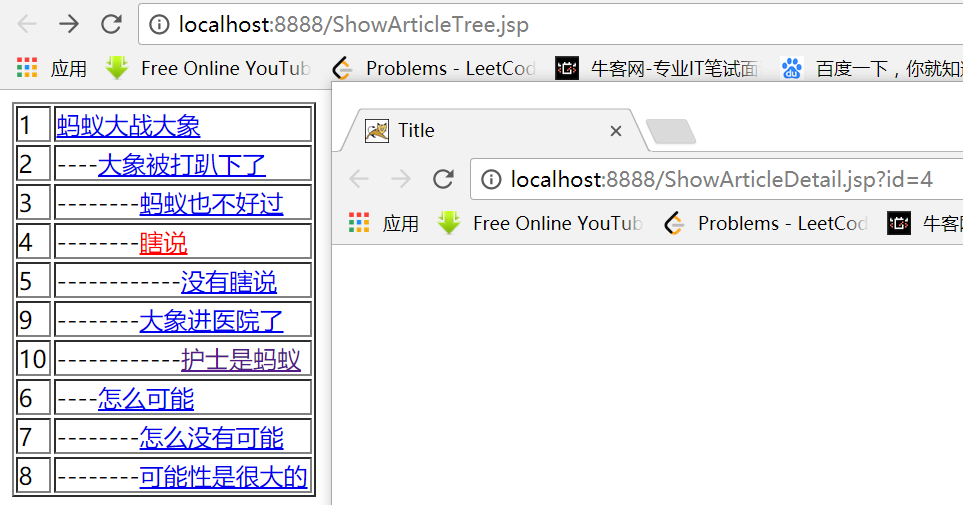 localhost:8888/ShowArticleTree.jsp
应用 Free Online YouTub Problems - LeetCod 牛客网-专业IT笔试面 百度一下，你就知
1 蚂蚁大战大象
2 ----大象被打趴下了
3 --------蚂蚁也不好过
4 --------瞎说
5 ------------没有瞎说
9 --------大象进医院了
10 ------------护士是蚂蚁
6 ----怎么可能
7 --------怎么没有可能
8 --------可能性是很大的
Title
localhost:8888/ShowArticleDetail.jsp?id=4
应用 Free Online YouTub Problems - LeetCod 牛客